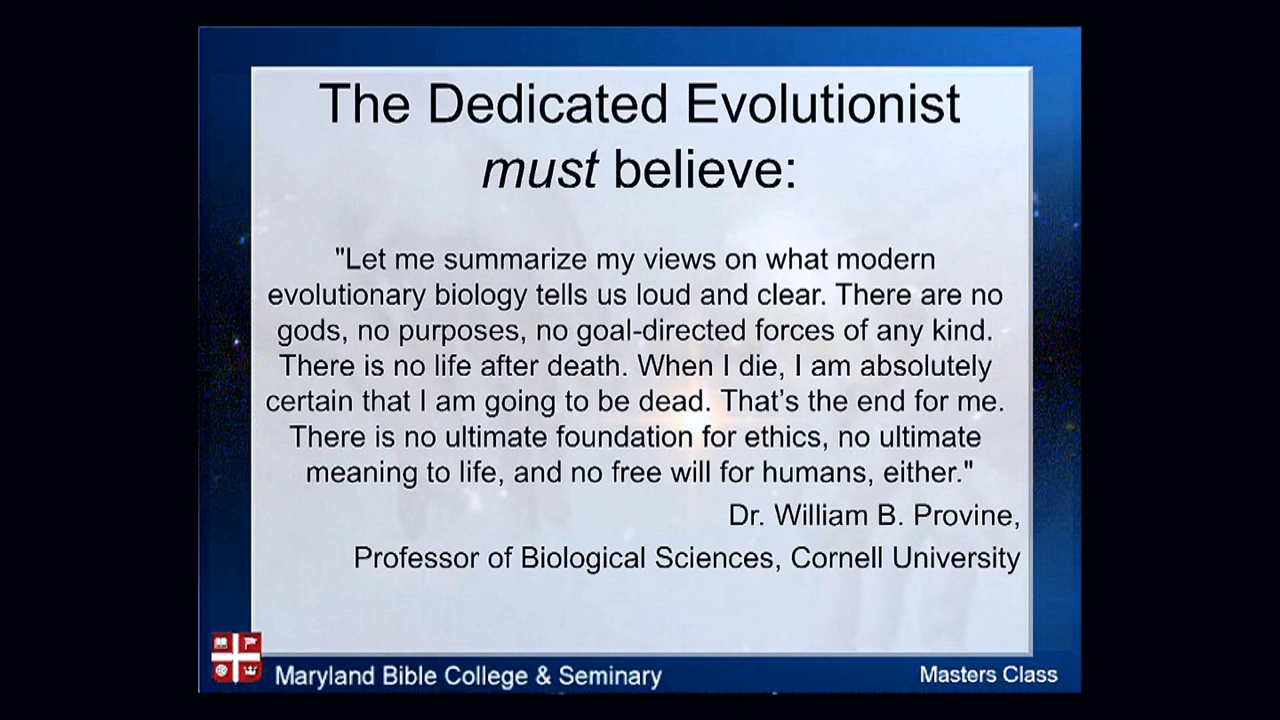 The Dedicated Evolutionist
must believe:
"Let me summarize my views on what modern
evolutionary biology tells us loud and clear. There are no
gods, no purposes, no goal-directed forces of any kind.
There is no life after death. When I die, I am absolutely
certain that I am going to be dead. That’s the end for me.
There is no ultimate foundation for ethics, no ultimate
meaning to life, and no free will for humans, either."
Dr. William B. Provine,
Professor of Biological Sciences, Cornell University
Maryland Bible College & Seminary
Masters Class